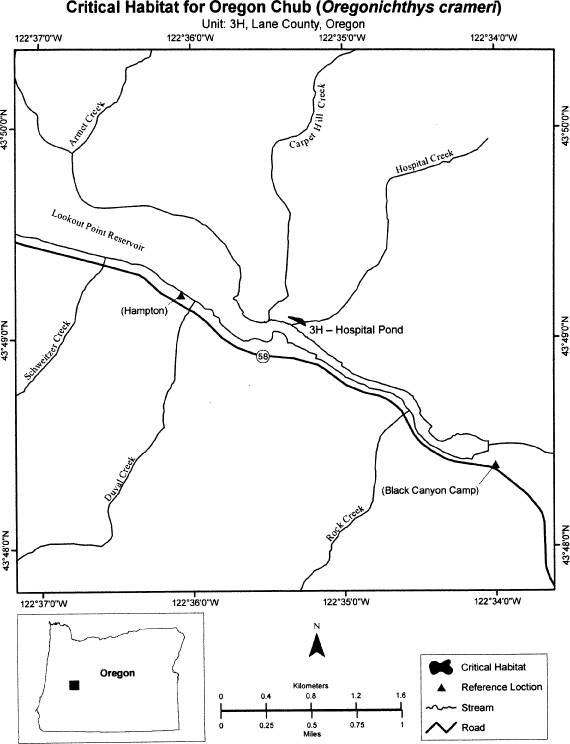 Critical Habitat for Oregon Chub (Oregonichthys crameri)
Unit: 3H, Lane County, Oregon
122°37'0"W 122°36'0"W 122°35'0"W 122°34'0"W
43°50'0"N
43°50'0"N
Armet Creek
Carpet Hill Creek
Hospital Creek
Lookout Point Reservoir
(Hampton)
3H – Hospital Pond
43°49'0"N
43°49'0"N
58
Schweitzer Creek
Duval Creek
(Black Canyon Camp)
Rock Creek
43°48'0"N
43°48'0"N
122°37'0"W 122°36'0"W 122°35'0"W 122°34'0"W
Oregon
N
Kilometers
0 0.4 0.8 1.2 1.6
0 0.25 0.5 0.75 1
Miles
Critical Habitat
Reference Loction
Stream
Road